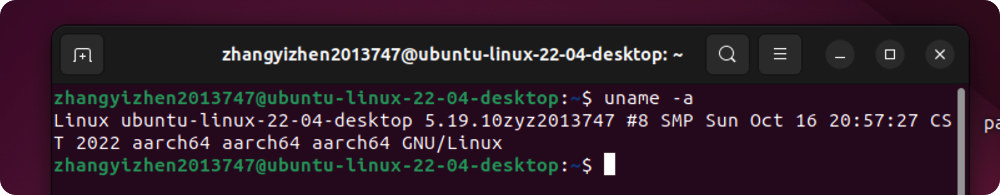 zhangyizhen2013747@ubuntu-linux-22-04-desktop: ~
zhangyizhen2013747@ubuntu-linux-22-04-desktop:~$ uname -a
Linux ubuntu-linux-22-04-desktop 5.19.10zyz2013747 #8 SMP Sun Oct 16 20:57:27 CS
T 2022 aarch64 aarch64 aarch64 GNU/Linux
zhangyizhen2013747@ubuntu-linux-22-04-desktop:~$